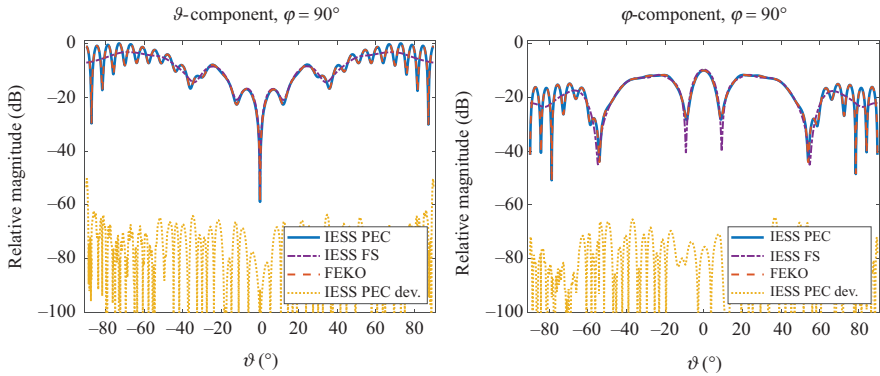 ϑ-component, φ = 90°
0
–20
–40
–60
–80
–100
Relative magnitude (dB)
–80 –60 –40 –20 0 20 40 60 80
ϑ (°)
IESS PEC
IESS FS
FEKO
IESS PEC dev.
φ-component, φ = 90°
0
–20
–40
–60
–80
–100
Relative magnitude (dB)
–80 –60 –40 –20 0 20 40 60 80
ϑ (°)
IESS PEC
IESS FS
FEKO
IESS PEC dev.